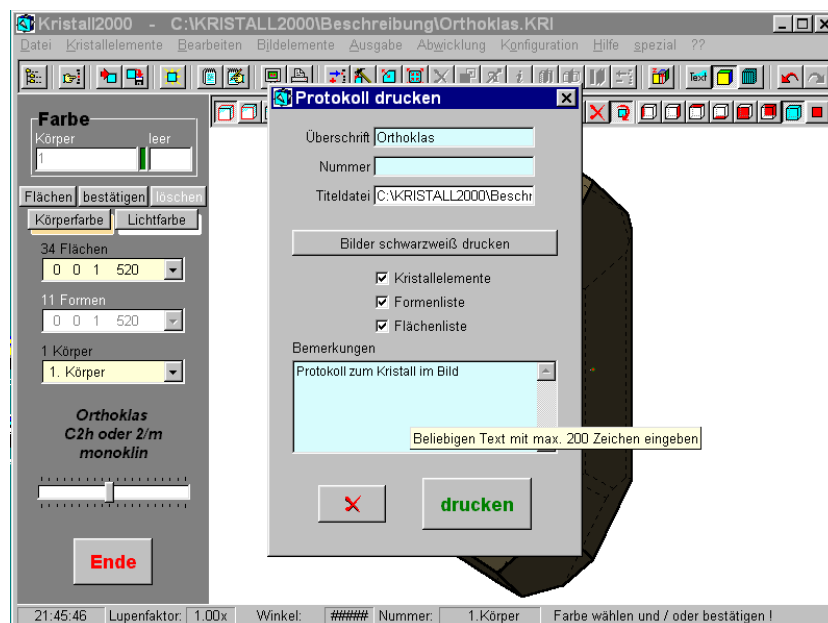 Kristall2000 - C:\KRISTALL2000\Beschreibung\Orthoklas.KRI
Datei Kristallelemente Bearbeiten Bildelemente Ausgabe Abwicklung Konfiguration Hilfe spezial ??
Text
Protokoll drucken
Farbe
Körper leer
1
Flächen bestätigen löschen
Körperfarbe Lichtfarbe
34 Flächen
0 0 1 520
11 Formen
0 0 1 520
1 Körper
1. Körper
Orthoklas
C2h oder 2/m
monoklin
Ende
Überschrift Orthoklas
Nummer
Titeldatei C:\KRISTALL2000\Beschr
Bilder schwarzweiß drucken
Kristallelemente
Formenliste
Flächenliste
Bemerkungen
Protokoll zum Kristall im Bild
Beliebigen Text mit max. 200 Zeichen eingeben
drucken
21:45:46 Lupenfaktor: 1.00x Winkel: ##### Nummer: 1.Körper Farbe wählen und / oder bestätigen !